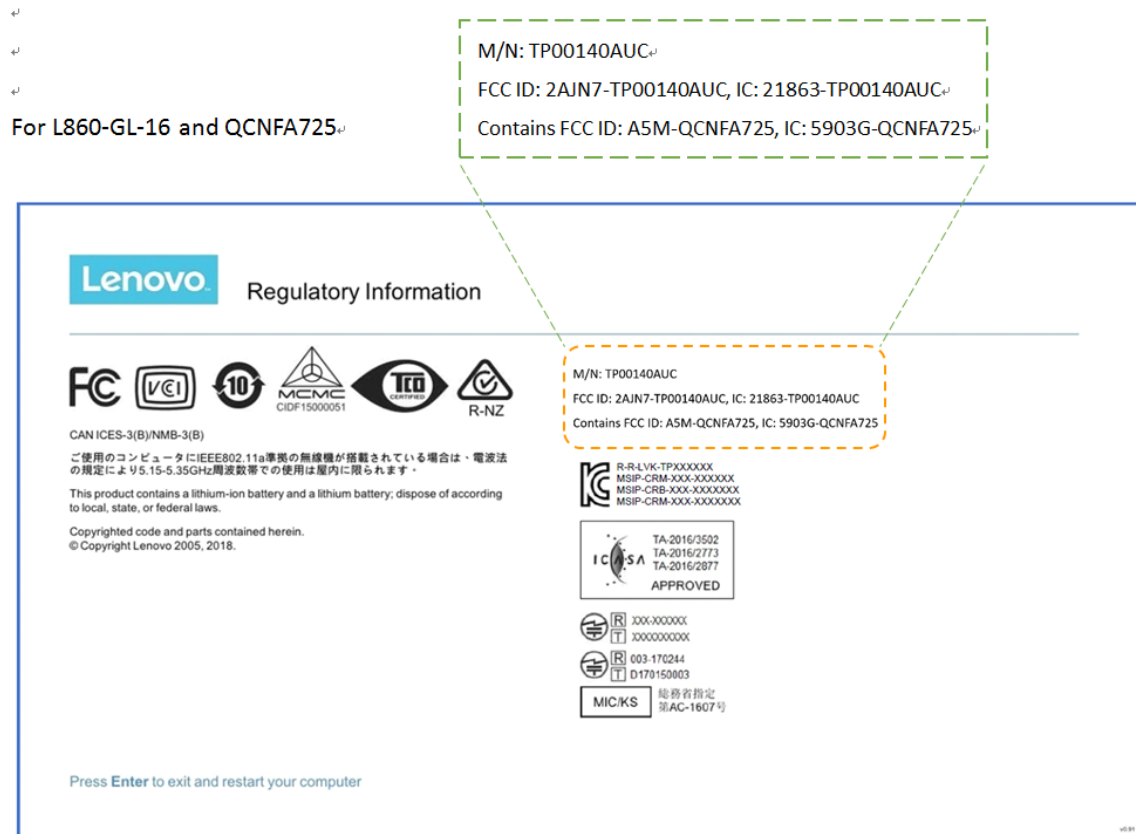 For L860-GL-16 and QCNFA725
M/N: TP00140AUC
FCC ID: 2AJN7-TP00140AUC, IC: 21863-TP00140AUC
Contains FCC ID: A5M-QCNFA725, IC: 5903G-QCNFA725
Lenovo
Regulatory Information
FC
VCI
10
MCMC
CIDF15000051
TCO
CERTIFIED
R-NZ
CAN ICES-3(B)/NMB-3(B)
ご使用のコンピュータにIEEE802.11a準拠の無線機が搭載されている場合は、電波法
の規定により5.15-5.35GHz周波数帯での使用は屋内に限られます・
This product contains a lithium-ion battery and a lithium battery; dispose of according
to local, state, or federal laws.
Copyrighted code and parts contained herein.
© Copyright Lenovo 2005, 2018.
M/N: TP00140AUC
FCC ID: 2AJN7-TP00140AUC, IC: 21863-TP00140AUC
Contains FCC ID: A5M-QCNFA725, IC: 5903G-QCNFA725
R-R-LVK-TPXXXXXX
MSIP-CRM-XXX-XXXXXX
MSIP-CRB-XXX-XXXXXXX
MSIP-CRM-XXX-XXXXXXX
ICASA
TA-2016/3502
TA-2016/2773
TA-2016/2877
APPROVED
R XXX-XXXXXX
T XXXXXXXXXX
R 003-170244
T D170150003
MIC/KS
総務省指定
第AC-1607号
Press Enter to exit and restart your computer
v0.91